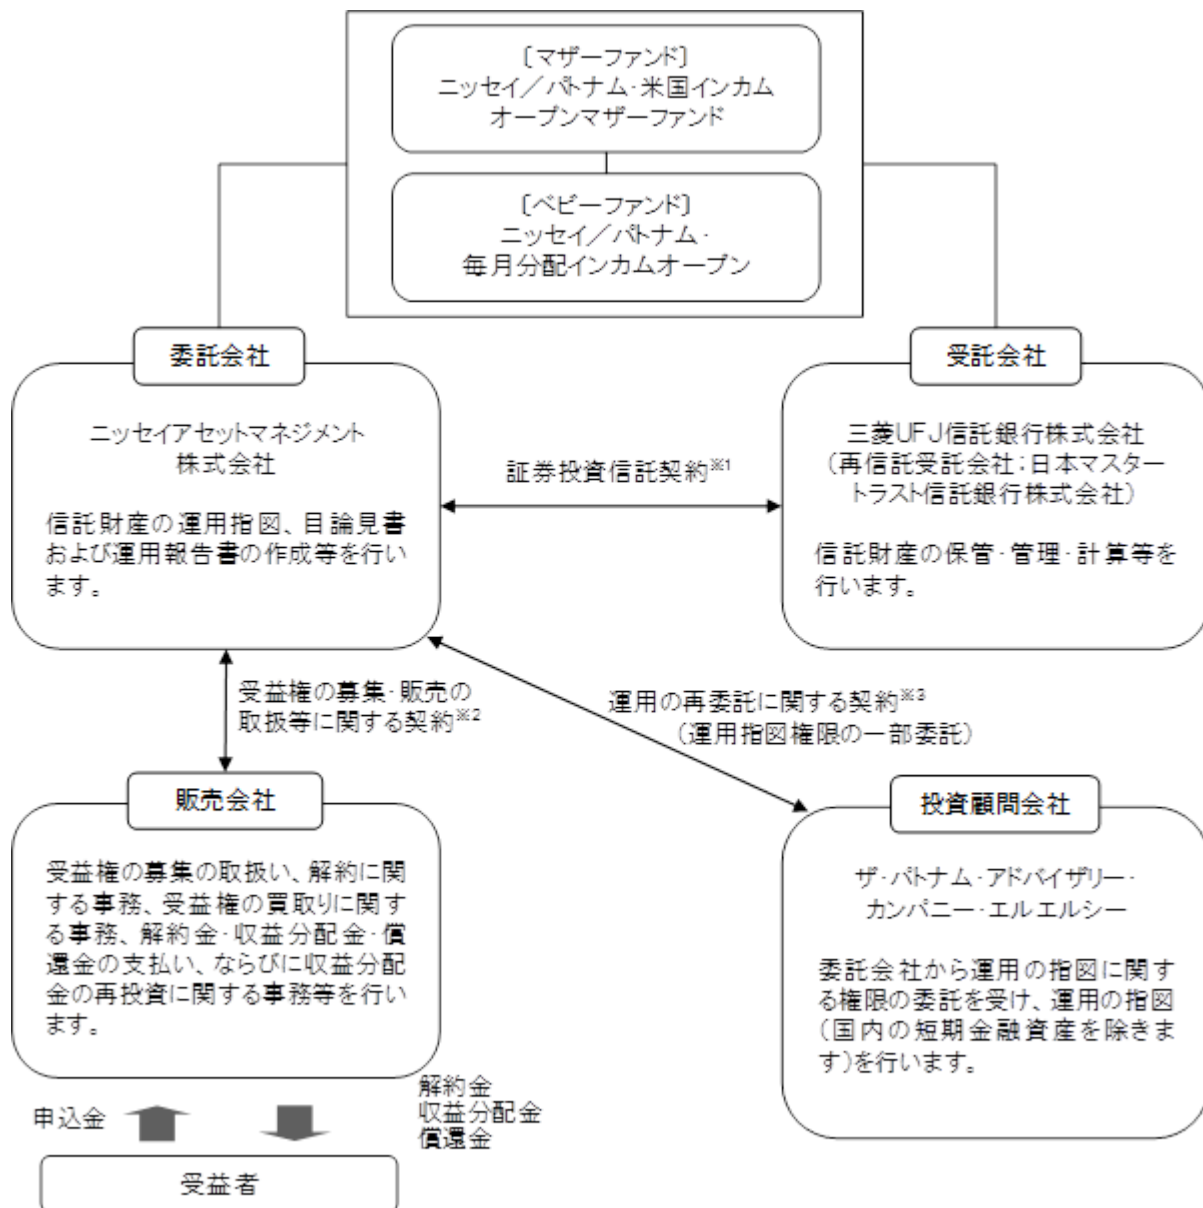 〔マザーファンド〕
ニッセイ／パトナム・米国インカム
オープンマザーファンド
〔ベビーファンド〕
ニッセイ／パトナム・
毎月分配インカムオープン
委託会社
ニッセイアセットマネジメント
株式会社
信託財産の運用指図、目論見書
および運用報告書の作成等を行い
ます。
証券投資信託契約※1
受託会社
三菱UFJ信託銀行株式会社
（再信託受託会社：日本マスター
トラスト信託銀行株式会社）
信託財産の保管・管理・計算等を
行います。
受益権の募集・販売の
取扱等に関する契約※2
運用の再委託に関する契約※3
（運用指図権限の一部委託）
販売会社
受益権の募集の取扱い、解約に関
する事務、受益権の買取りに関す
る事務、解約金・収益分配金・償
還金の支払い、ならびに収益分配
金の再投資に関する事務等を行い
ます。
投資顧問会社
ザ・パトナム・アドバイザリー・
カンパニー・エルエルシー
委託会社から運用の指図に関す
る権限の委託を受け、運用の指図
（国内の短期金融資産を除きま
す）を行います。
申込金
解約金
収益分配金
償還金
受益者